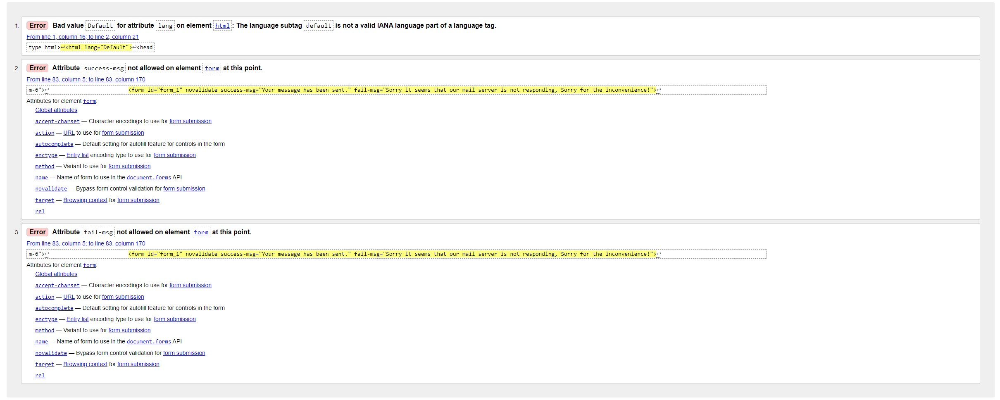 1. Error Bad value Default for attribute lang on element html: The language subtag default is not a valid IANA language part of a language tag.
From line 1, column 16; to line 2, column 21
type html>↩<html lang="Default">↩<head
2. Error Attribute success-msg not allowed on element form at this point.
From line 83, column 5; to line 83, column 170
m-6">↩ <form id="form_1" novalidate success-msg="Your message has been sent." fail-msg="Sorry it seems that our mail server is not responding, Sorry for the inconvenience!">↩
Attributes for element form:
Global attributes
accept-charset — Character encodings to use for form submission
action — URL to use for form submission
autocomplete — Default setting for autofill feature for controls in the form
enctype — Entry list encoding type to use for form submission
method — Variant to use for form submission
name — Name of form to use in the document.forms API
novalidate — Bypass form control validation for form submission
target — Browsing context for form submission
rel
3. Error Attribute fail-msg not allowed on element form at this point.
From line 83, column 5; to line 83, column 170
m-6">↩ <form id="form_1" novalidate success-msg="Your message has been sent." fail-msg="Sorry it seems that our mail server is not responding, Sorry for the inconvenience!">↩
Attributes for element form:
Global attributes
accept-charset — Character encodings to use for form submission
action — URL to use for form submission
autocomplete — Default setting for autofill feature for controls in the form
enctype — Entry list encoding type to use for form submission
method — Variant to use for form submission
name — Name of form to use in the document.forms API
novalidate — Bypass form control validation for form submission
target — Browsing context for form submission
rel